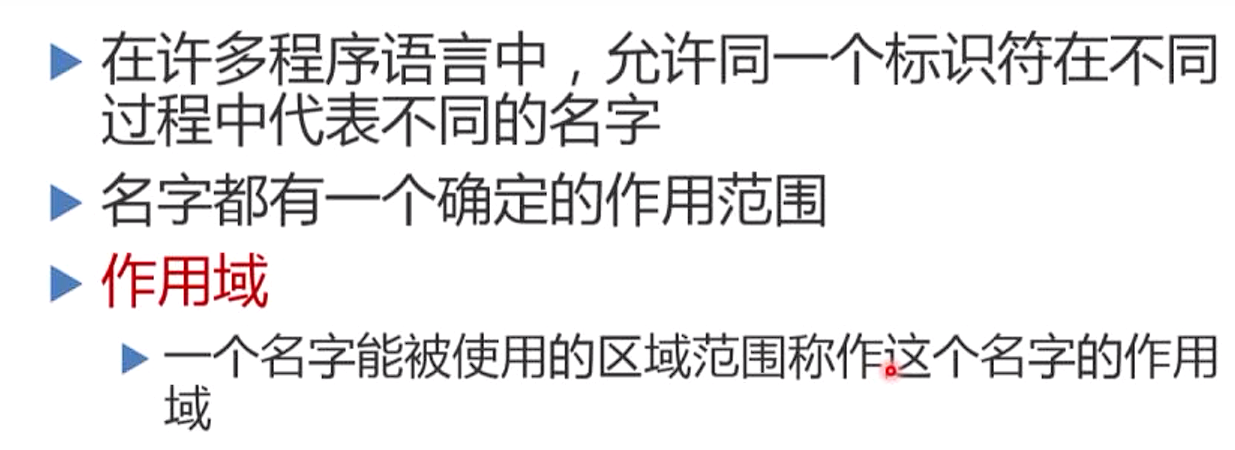 在许多程序语言中，允许同一个标识符在不同
过程中代表不同的名字
名字都有一个确定的作用范围
作用域
一个名字能被使用的区域范围称作这个名字的作用
域